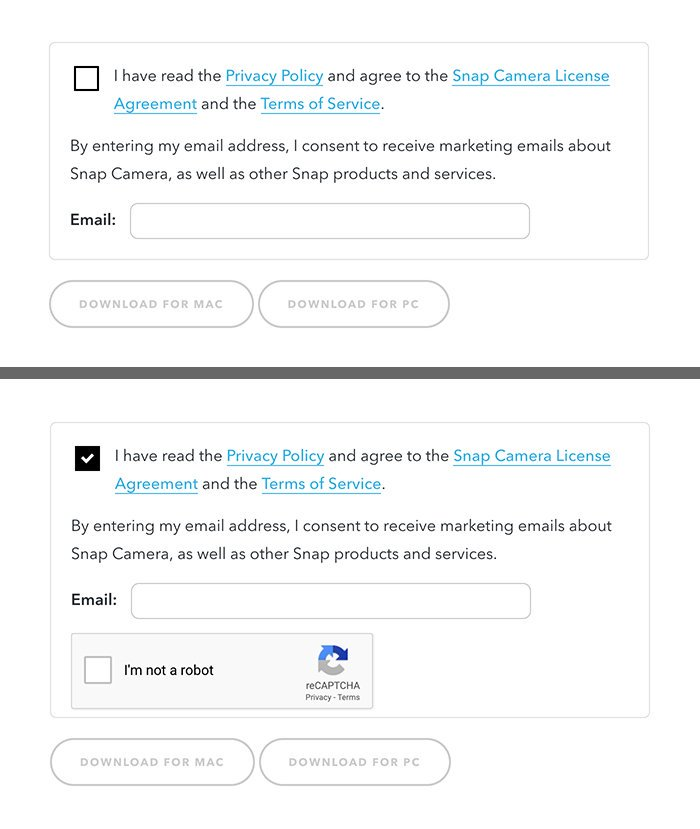 I have read the Privacy Policy and agree to the Snap Camera License
Agreement and the Terms of Service.
By entering my email address, I consent to receive marketing emails about
Snap Camera, as well as other Snap products and services.
Email:
DOWNLOAD FOR MAC DOWNLOAD FOR PC
I have read the Privacy Policy and agree to the Snap Camera License
Agreement and the Terms of Service.
By entering my email address, I consent to receive marketing emails about
Snap Camera, as well as other Snap products and services.
Email:
I'm not a robot
reCAPTCHA
Privacy - Terms
DOWNLOAD FOR MAC DOWNLOAD FOR PC